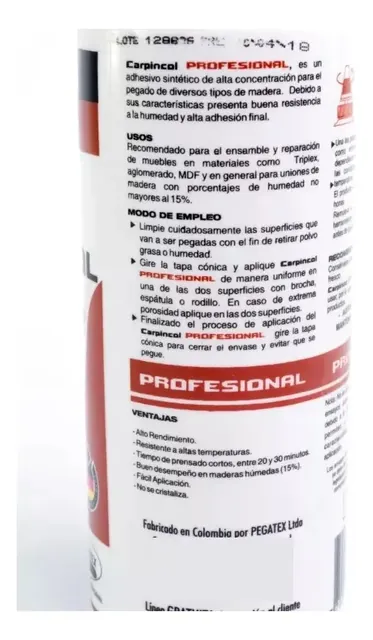 LOTE
Carpincol PROFESIONAL, es un
adhesivo sintético de alta concentración para el
pegado de diversos tipos de madera. Debido a
sus características presenta buena resistencia
a la humedad y alta adhesión final.
USOS
Recomendado para el ensamble y reparación
de muebles en materiales como Triplex,
aglomerado, MDF y en general para uniones de
madera con porcentajes de humedad no
mayores al 15%.
MODO DE EMPLEO
▶ Limpie cuidadosamente las superficies que
van a ser pegadas con el fin de retirar polvo
grasa o humedad.
▶ Gire la tapa cónica y aplique Carpincol
PROFESIONAL de manera uniforme en
una de las dos superficies con brocha,
espátula o rodillo. En caso de extrema
porosidad aplique en las dos superficies.
▶ Finalizado el proceso de aplicación del
Carpincol PROFESIONAL gire la tapa
cónica para cerrar el envase y evitar que se
pegue.
PROFESIONAL
VENTAJAS
- Alto Rendimiento.
- Resistente a altas temperaturas.
- Tiempo de prensado cortos, entre 20 y 30 minutos.
- Buen desempeño en maderas húmedas (15%).
- Fácil Aplicación.
- No se cristaliza.
Fabricado en Colombia por PEGATEX Ltda
al cliente